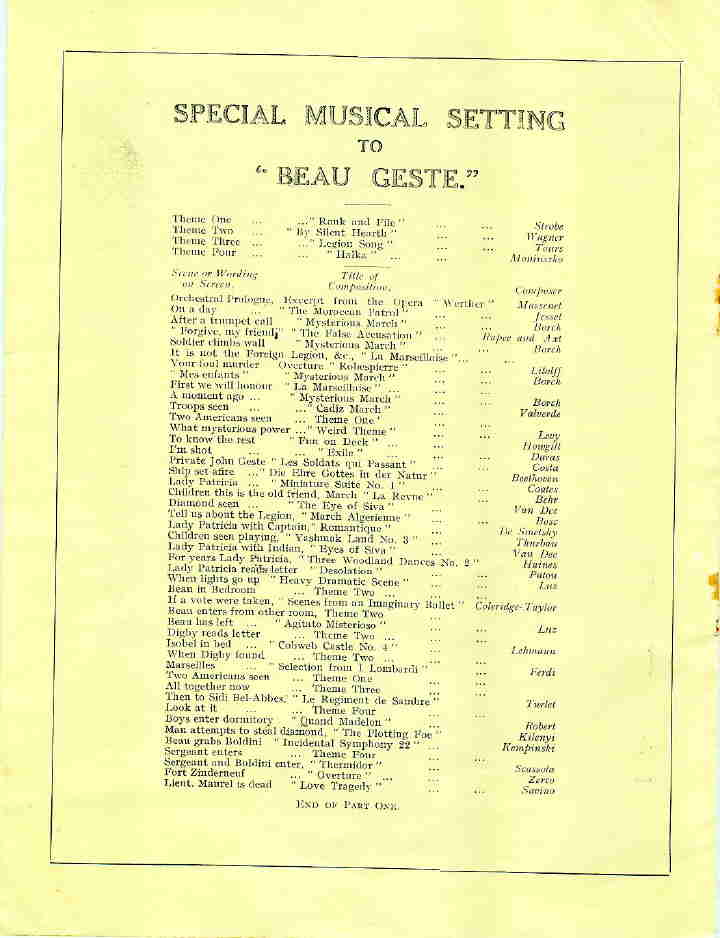 SPECIAL MUSICAL SETTING
TO
"BEAU GESTE."
Theme One ... ..." Rank and File " ... ... Strobe
Theme Two ... " By Silent Hearth " ... ... Wagner
Theme Three ... ..." Legion Song " ... ... Tours
Theme Four ... ... " Halka " ... ... Moniuszko
Scene or Wording on Screen. Title of Composition. Composer
Orchestral Prologue, Excerpt from the Opera " Werther " Massenet
On a day ... " The Moroccan Patrol " ... ... Jessel
After a trumpet call " Mysterious March " ... ... Borch
" Forgive, my friend," " The False Accusation " ... Rapee and Axt
Soldier climbs wall " Mysterious March " ... ... Borch
It is not the Foreign Legion, &c., " La Marseillaise "... ...
Your foul murder Overture " Robespierre " ... ... Litolff
" Mes enfants " " Mysterious March " ... ... Borch
First we will honour " La Marseillaise " ... ... ...
A moment ago ... " Mysterious March " ... ... Borch
Troops seen ... ..." Cadiz March " ... ... Valverde
Two Americans seen ... Theme One ...
What mysterious power ..." Weird Theme " ... ... Levy
To know the rest " Fun on Deck " ... ... Howgill
I'm shot ... ... " Exile " ... ... Davas
Private John Geste " Les Soldats qui Passant " ... Costa
Ship set afire ..." Die Ehre Gottes in der Natur " ... Beethoven
Lady Patricia ... " Miniature Suite No. 1 " ... Coates
Children this is the old friend, March " La Revue " ... Behr
Diamond seen ... " The Eye of Siva " ... ... Van Dee
Tell us about the Legion, " March Algerienne " ... ... Bosc
Lady Patricia with Captain," Romantique " ... De Smetsky
Children seen playing, " Yashmak Land No. 3 " ... Thurban
Lady Patricia with Indian, " Eyes of Siva " ... Van Dee
For years Lady Patricia, " Three Woodland Dances No. 2 " Haines
Lady Patricia reads letter " Desolation " ... ... Patou
When lights go up " Heavy Dramatic Scene " ... ... Luz
Bean in Bedroom ... Theme Two ... ... ...
If a vote were taken, " Scenes from an Imaginary Ballet " Coleridge-Taylor
Beau enters from other room, Theme Two ...
Beau has left ... " Agitato Misterioso " ... ... Luz
Digby reads letter ... Theme Two ... ... ...
Isobel in bed ... " Cobweb Castle No. 4 " ... Lehmann
When Digby found ... Theme Two ... ... ...
Marseilles ... " Selection from I Lombardi " ... ... Ferdi
Two Americans seen ... Theme One ... ...
All together now ... Theme Three ... ...
Then to Sidi Bel-Abbes, " Le Regiment de Sambre " ... Turlet
Look at it ... ... Theme Four ... ...
Boys enter dormitory " Quand Madelon " ... Robert
Man attempts to steal diamond, " The Plotting Foe " Kilenyi
Beau grabs Boldini " Incidental Symphony 22 " ... Kempinski
Sergeant enters ... Theme Four ... ...
Sergeant and Boldini enter, " Thermidor " ... Scassola
Fort Zinderneuf ... " Overture " ... ... Zerco
Lieut. Maurel is dead " Love Tragedy " ... ... Savino
END OF PART ONE.